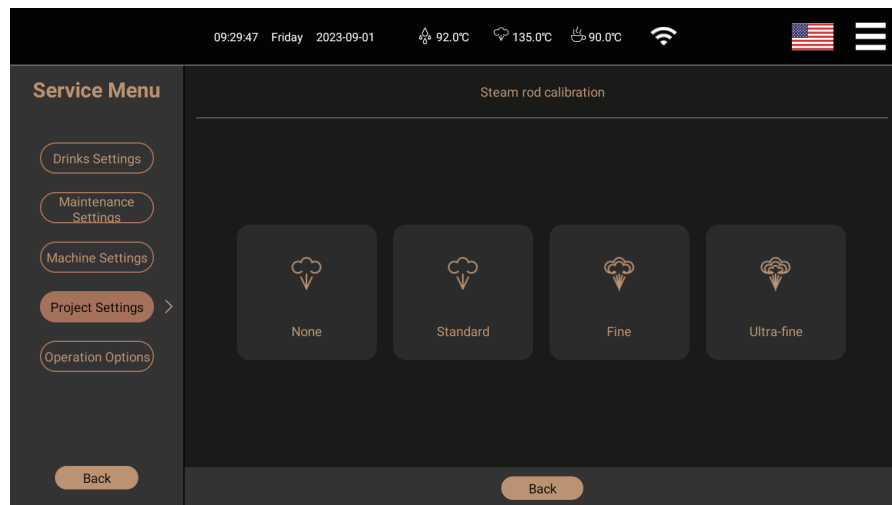 09:29:47 Friday 2023-09-01 92.0℃ 135.0℃ 90.0℃
Service Menu
Steam rod calibration
Drinks Settings
Maintenance
Settings
Machine Settings
Project Settings
Operation Options
None
Standard
Fine
Ultra-fine
Back
Back